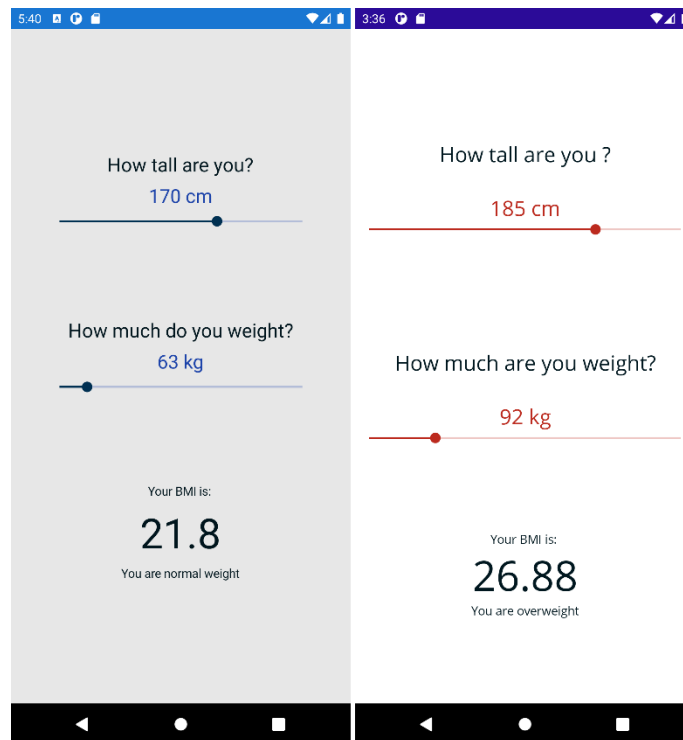 5:40
How tall are you?
170 cm
How much do you weight?
63 kg
Your BMI is:
21.8
You are normal weight
3:36
How tall are you ?
185 cm
How much are you weight?
92 kg
Your BMI is:
26.88
You are overweight